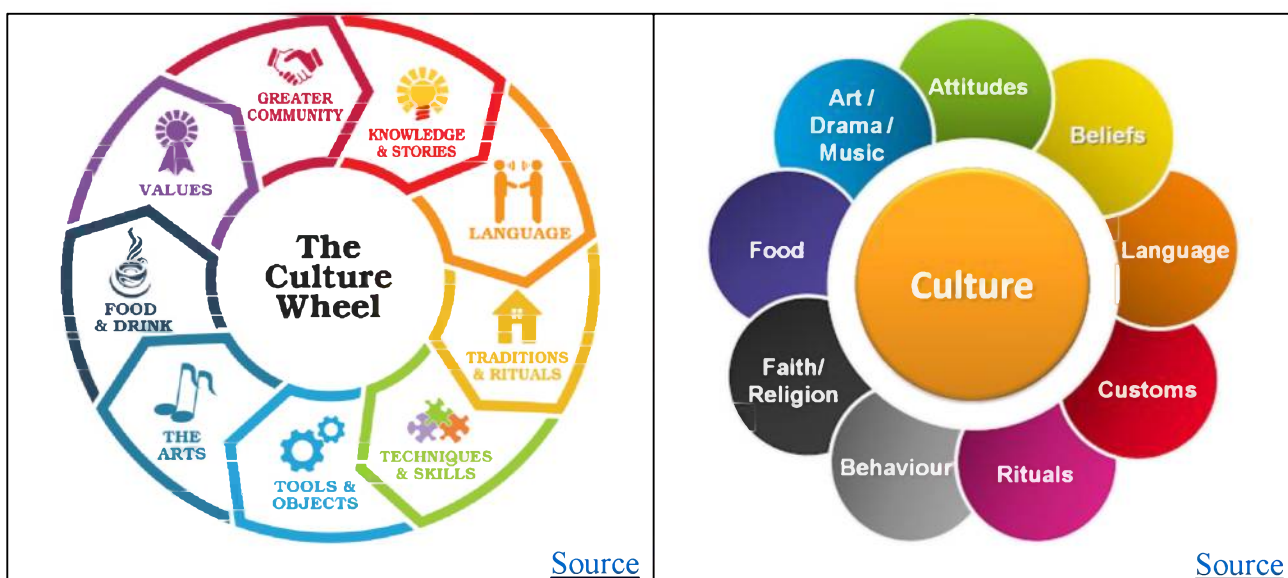 The
Culture
Wheel
GREATER
COMMUNITY
KNOWLEDGE
& STORIES
LANGUAGE
TRADITIONS
& RITUALS
TECHNIQUES
& SKILLS
TOOLS &
OBJECTS
THE
ARTS
FOOD
& DRINK
VALUES
Source
Culture
Attitudes
Beliefs
Language
Customs
Rituals
Behaviour
Faith/
Religion
Food
Art /
Drama /
Music
Source